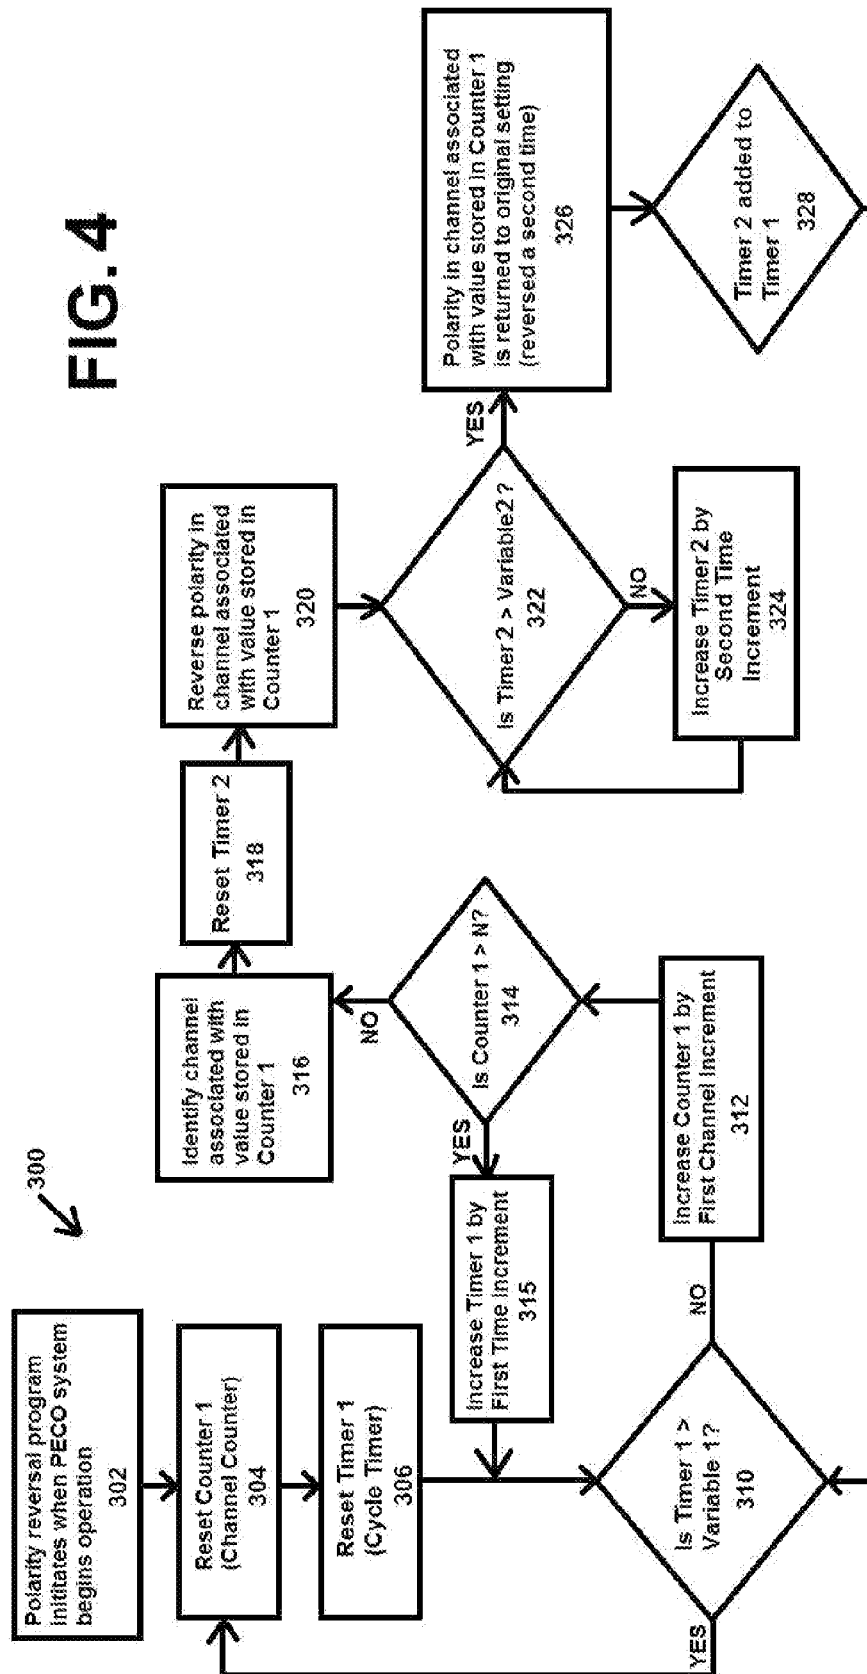 FIG. 4
300
Polarity reversal program
inititates when PECO system
begins operation
302
Reset Counter 1
(Channel Counter)
304
Reset Timer 1
(Cycle Timer)
306
Is Timer 1 >
Variable 1?
310
YES
NO
Increase Counter 1 by
First Channel Increment
312
Is Counter 1 > N?
314
YES
NO
Increase Timer 1 by
First Time Increment
315
Identify channel
associated with
value stored in
Counter 1
316
Reset Timer 2
318
Reverse polarity in
channel associated
with value stored in
Counter 1
320
Is Timer 2 > Variable2?
322
YES
NO
Increase Timer 2 by
Second Time
Increment
324
Polarity in channel associated
with value stored in Counter 1
is returned to original setting
(reversed a second time)
326
Timer 2 added to
Timer 1
328